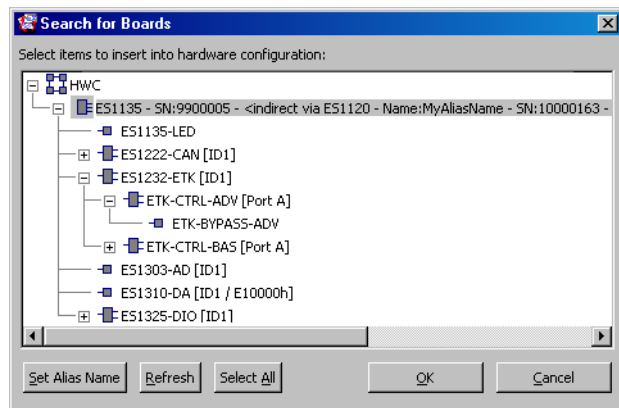 Search for Boards
Select items to insert into hardware configuration:
HWC
ES1135 - SN:9900005 - <indirect via ES1120 - Name:MyAliasName - SN:10000163 -
ES1135-LED
ES1222-CAN [ID1]
ES1232-ETK [ID1]
ETK-CTRL-ADV [Port A]
ETK-BYPASS-ADV
ETK-CTRL-BAS [Port A]
ES1303-AD [ID1]
ES1310-DA [ID1 / E10000h]
ES1325-DIO [ID1]
Set Alias Name Refresh Select All OK Cancel